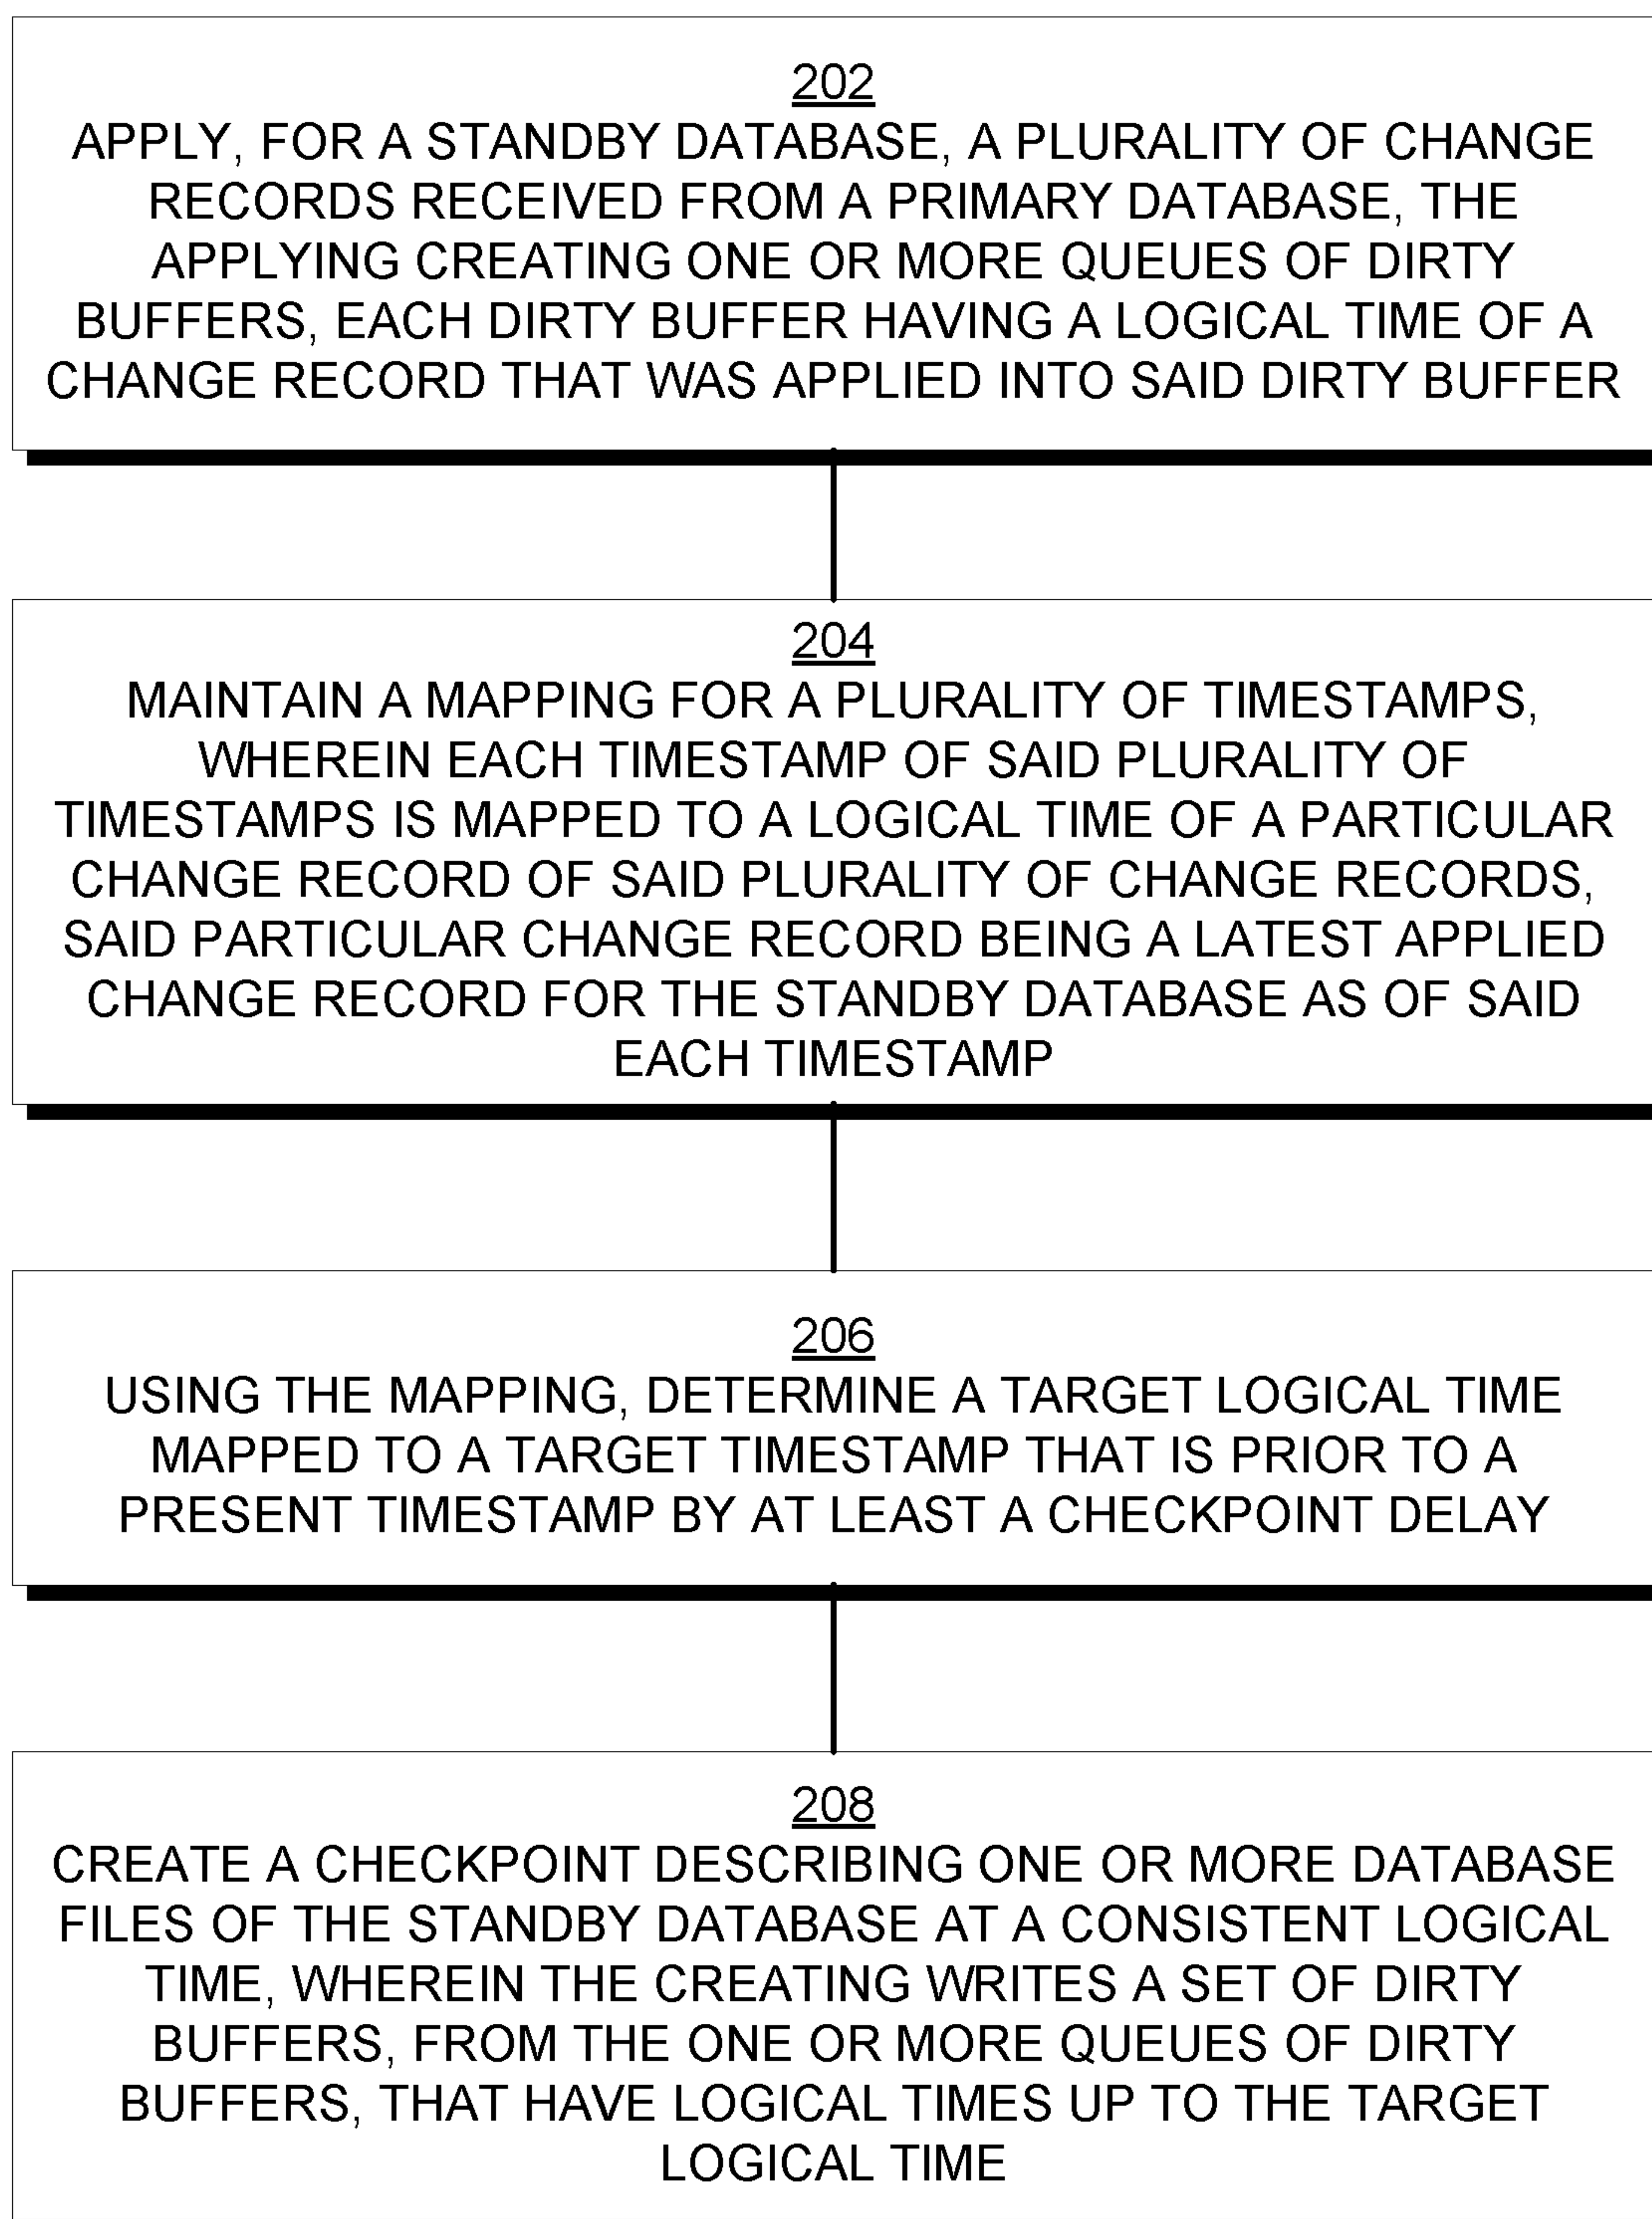 202
APPLY, FOR A STANDBY DATABASE, A PLURALITY OF CHANGE
RECORDS RECEIVED FROM A PRIMARY DATABASE, THE
APPLYING CREATING ONE OR MORE QUEUES OF DIRTY
BUFFERS, EACH DIRTY BUFFER HAVING A LOGICAL TIME OF A
CHANGE RECORD THAT WAS APPLIED INTO SAID DIRTY BUFFER
204
MAINTAIN A MAPPING FOR A PLURALITY OF TIMESTAMPS,
WHEREIN EACH TIMESTAMP OF SAID PLURALITY OF
TIMESTAMPS IS MAPPED TO A LOGICAL TIME OF A PARTICULAR
CHANGE RECORD OF SAID PLURALITY OF CHANGE RECORDS,
SAID PARTICULAR CHANGE RECORD BEING A LATEST APPLIED
CHANGE RECORD FOR THE STANDBY DATABASE AS OF SAID
EACH TIMESTAMP
206
USING THE MAPPING, DETERMINE A TARGET LOGICAL TIME
MAPPED TO A TARGET TIMESTAMP THAT IS PRIOR TO A
PRESENT TIMESTAMP BY AT LEAST A CHECKPOINT DELAY
208
CREATE A CHECKPOINT DESCRIBING ONE OR MORE DATABASE
FILES OF THE STANDBY DATABASE AT A CONSISTENT LOGICAL
TIME, WHEREIN THE CREATING WRITES A SET OF DIRTY
BUFFERS, FROM THE ONE OR MORE QUEUES OF DIRTY
BUFFERS, THAT HAVE LOGICAL TIMES UP TO THE TARGET
LOGICAL TIME